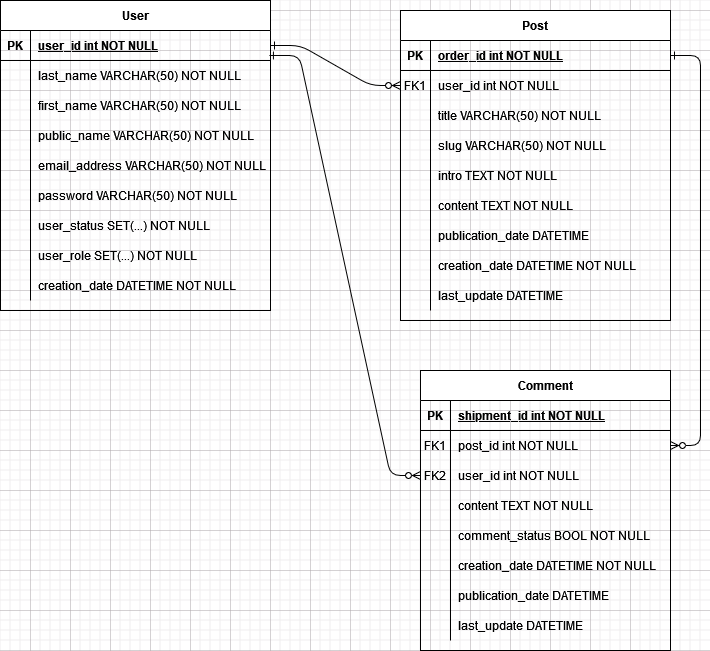 User
PK user_id int NOT NULL
last_name VARCHAR(50) NOT NULL
first_name VARCHAR(50) NOT NULL
public_name VARCHAR(50) NOT NULL
email_address VARCHAR(50) NOT NULL
password VARCHAR(50) NOT NULL
user_status SET(...) NOT NULL
user_role SET(...) NOT NULL
creation_date DATETIME NOT NULL
Post
PK order_id int NOT NULL
FK1 user_id int NOT NULL
title VARCHAR(50) NOT NULL
slug VARCHAR(50) NOT NULL
intro TEXT NOT NULL
content TEXT NOT NULL
publication_date DATETIME
creation_date DATETIME NOT NULL
last_update DATETIME
Comment
PK shipment_id int NOT NULL
FK1 post_id int NOT NULL
FK2 user_id int NOT NULL
content TEXT NOT NULL
comment_status BOOL NOT NULL
creation_date DATETIME NOT NULL
publication_date DATETIME
last_update DATETIME